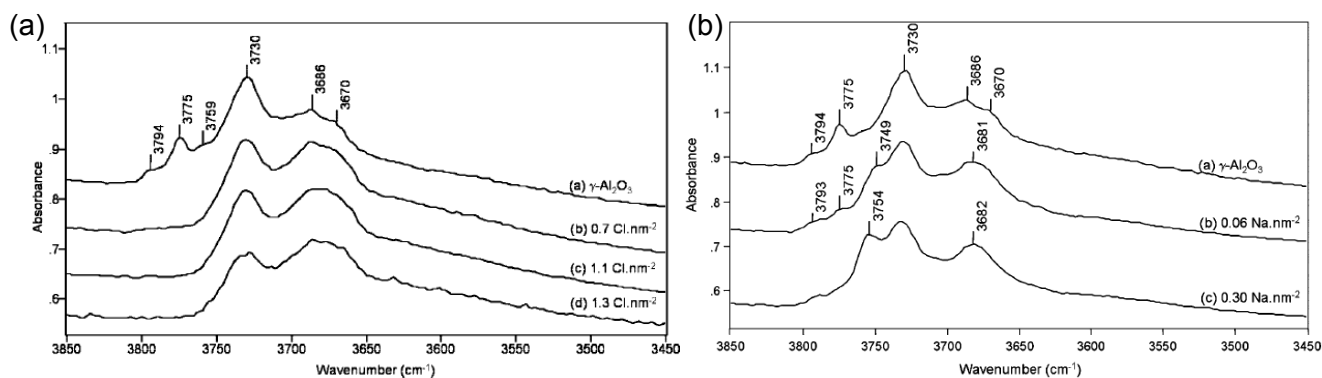 (a)
1.1
1
.9
.8
.7
.6
Absorbance
3794
3775
3759
3730
3686
3670
(a) γ-Al₂O₃
(b) 0.7 Cl.nm⁻²
(c) 1.1 Cl.nm⁻²
(d) 1.3 Cl.nm⁻²
3850 3800 3750 3700 3650 3600 3550 3500 3450
Wavenumber (cm⁻¹)
(b)
1.1
1
.9
.8
.7
.6
Absorbance
3794
3775
3730
3686
3670
(a) γ-Al₂O₃
3793
3775
3749
3681
(b) 0.06 Na.nm⁻²
3754
3682
(c) 0.30 Na.nm⁻²
3850 3800 3750 3700 3650 3600 3550 3500 3450
Wavenumber (cm⁻¹)